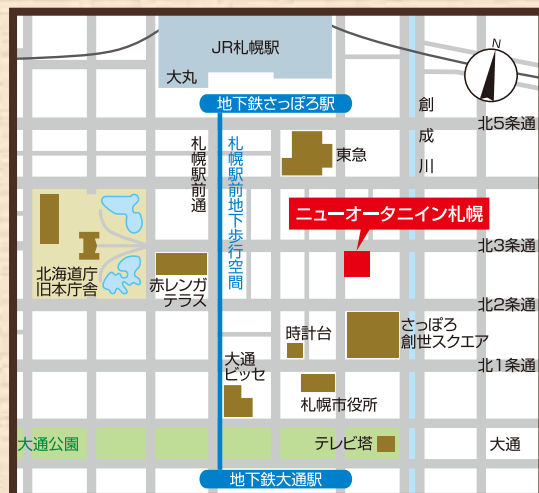 JR札幌駅
N
大丸
地下鉄さっぽろ駅
創成川
北5条通
札幌駅前通
札幌駅前地下歩行空間
東急
ニューオータニイン札幌
北3条通
北海道庁
旧本庁舎
赤レンガ
テラス
北2条通
時計台
さっぽろ
創世スクエア
大通
ビッセ
北1条通
札幌市役所
大通公園
テレビ塔
大通
地下鉄大通駅